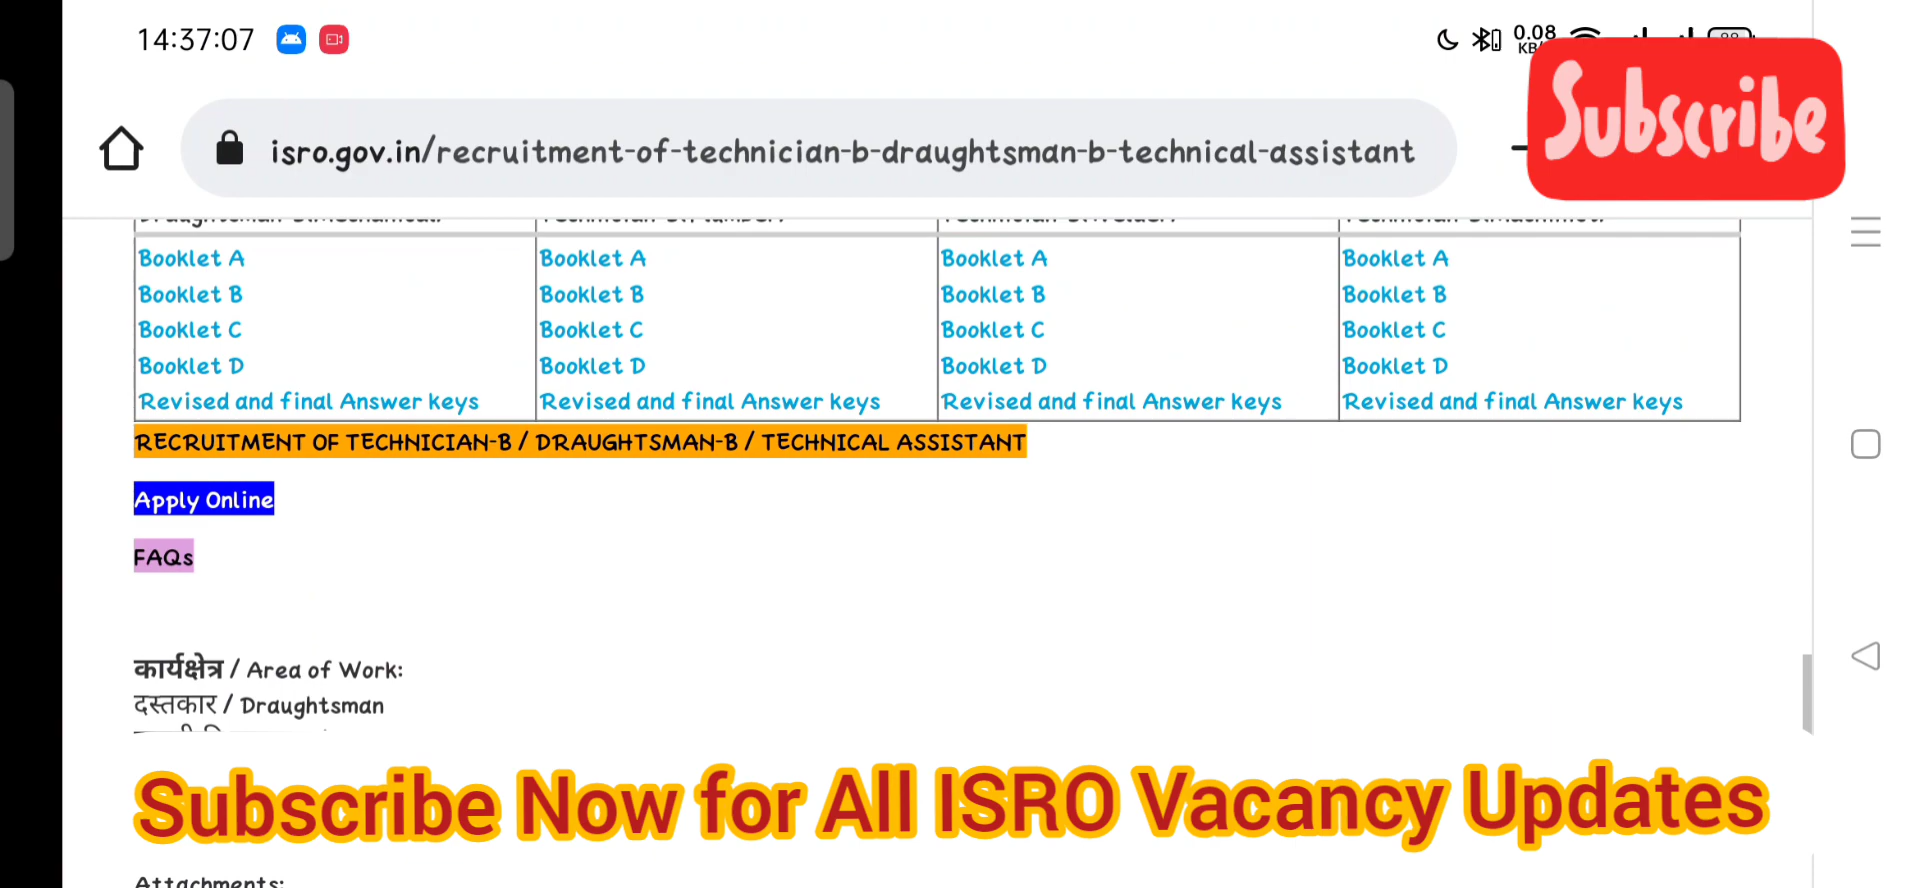 14:37:07
0.08
KB/
Subscribe
isro.gov.in/recruitment-of-technician-b-draughtsman-b-technical-assistant
Booklet A Booklet A Booklet A Booklet A
Booklet B Booklet B Booklet B Booklet B
Booklet C Booklet C Booklet C Booklet C
Booklet D Booklet D Booklet D Booklet D
Revised and final Answer keys Revised and final Answer keys Revised and final Answer keys Revised and final Answer keys
RECRUITMENT OF TECHNICIAN-B / DRAUGHTSMAN-B / TECHNICAL ASSISTANT
Apply Online
FAQs
कार्यक्षेत्र / Area of Work:
दस्तकार / Draughtsman
Subscribe Now for All ISRO Vacancy Updates
Attachments: